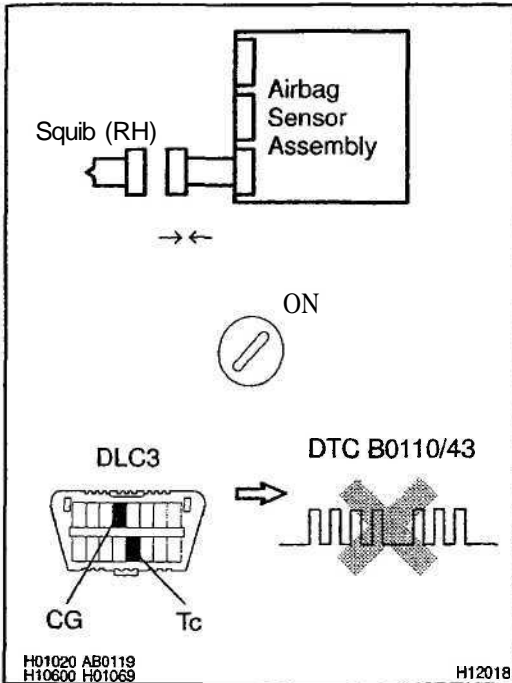 Airbag
Sensor
Assembly
Squib (RH)
ON
DLC3
DTC B0110/43
CG
Tc
H01020 AB0119
H10600 H01069
H12018